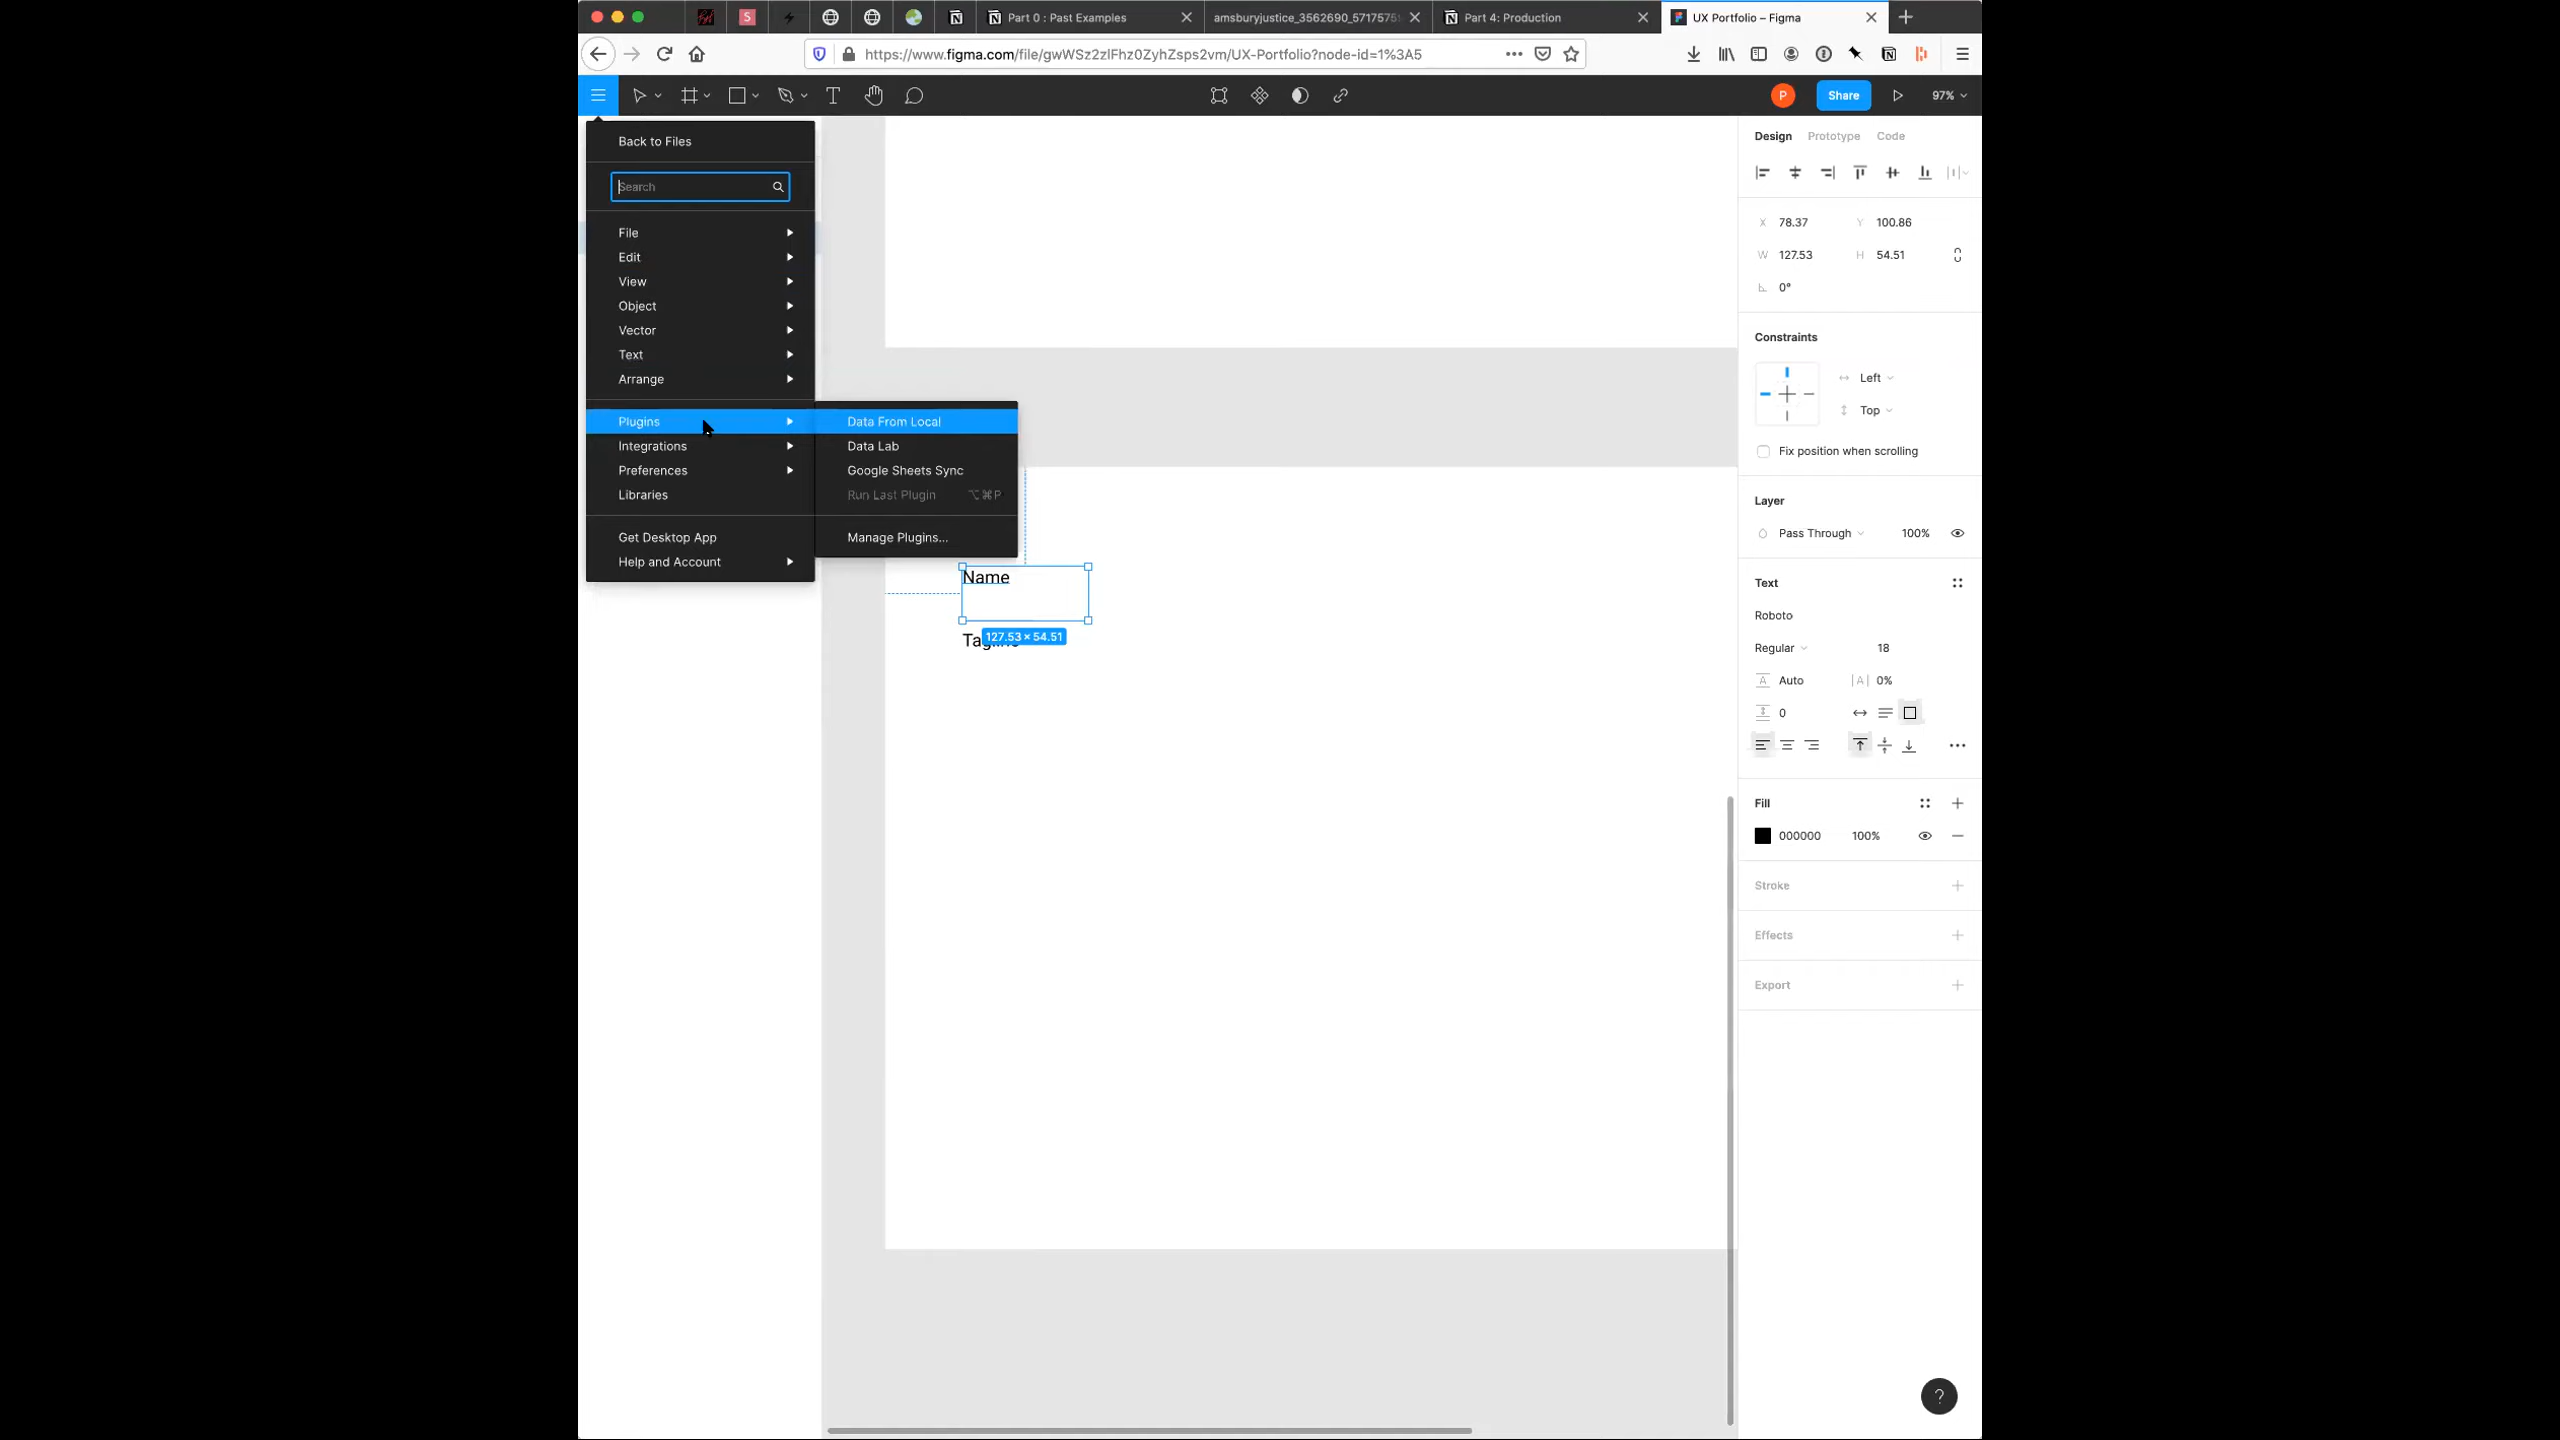 Part 0 : Past Examples
amsburyjustice_3562690_5717575
Part 4: Production
UX Portfolio – Figma
https://www.figma.com/file/gwWSz2zlFhz0ZyhZsps2vm/UX-Portfolio?node-id=1%3A5
P
Share
97%
Back to Files
Search
File
Edit
View
Object
Vector
Text
Arrange
Plugins
Integrations
Preferences
Libraries
Get Desktop App
Help and Account
Data From Local
Data Lab
Google Sheets Sync
Run Last Plugin ⌥⌘P
Manage Plugins...
Name
127.53 × 54.51
Design Prototype Code
X 78.37 Y 100.86
W 127.53 H 54.51
0°
Constraints
Left
Top
Fix position when scrolling
Layer
Pass Through 100%
Text
Roboto
Regular 18
Auto 0%
0
Fill
000000 100%
Stroke
Effects
Export
?